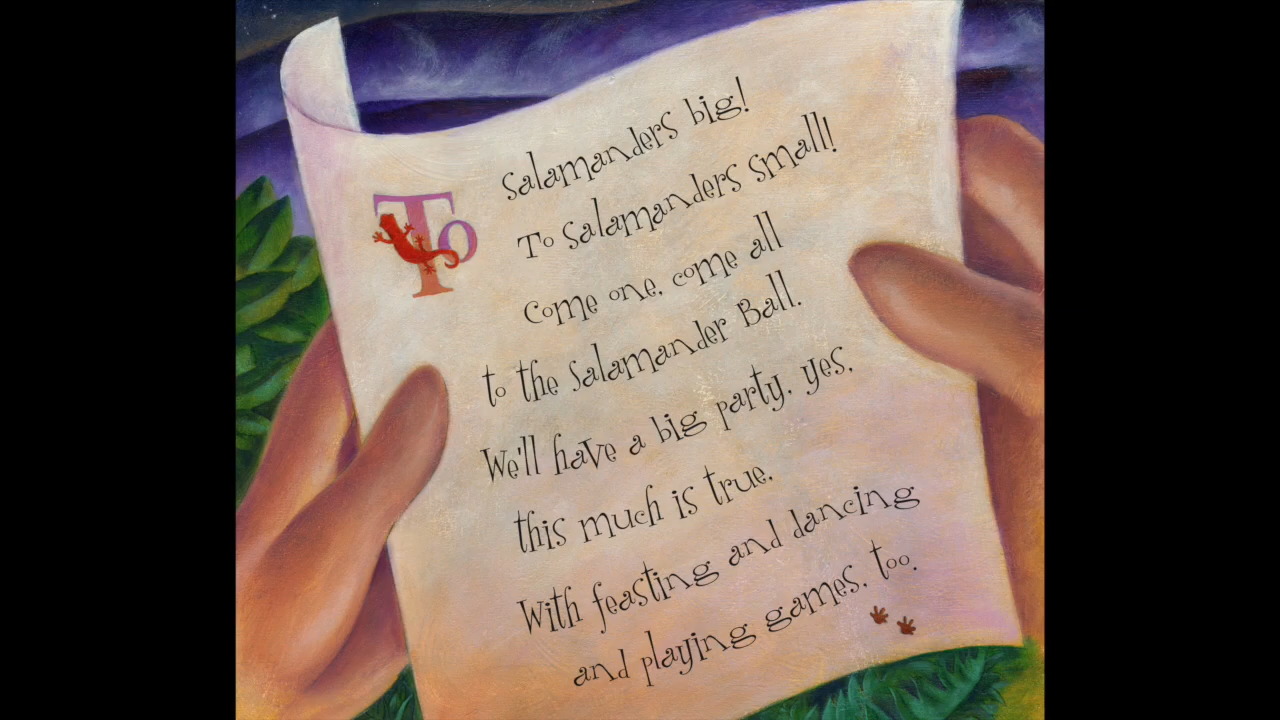 To salamanders big!
To salamanders small!
Come one, come all
to the Salamander Ball.
We'll have a big party, yes,
this much is true,
With feasting and dancing
and playing games, too.